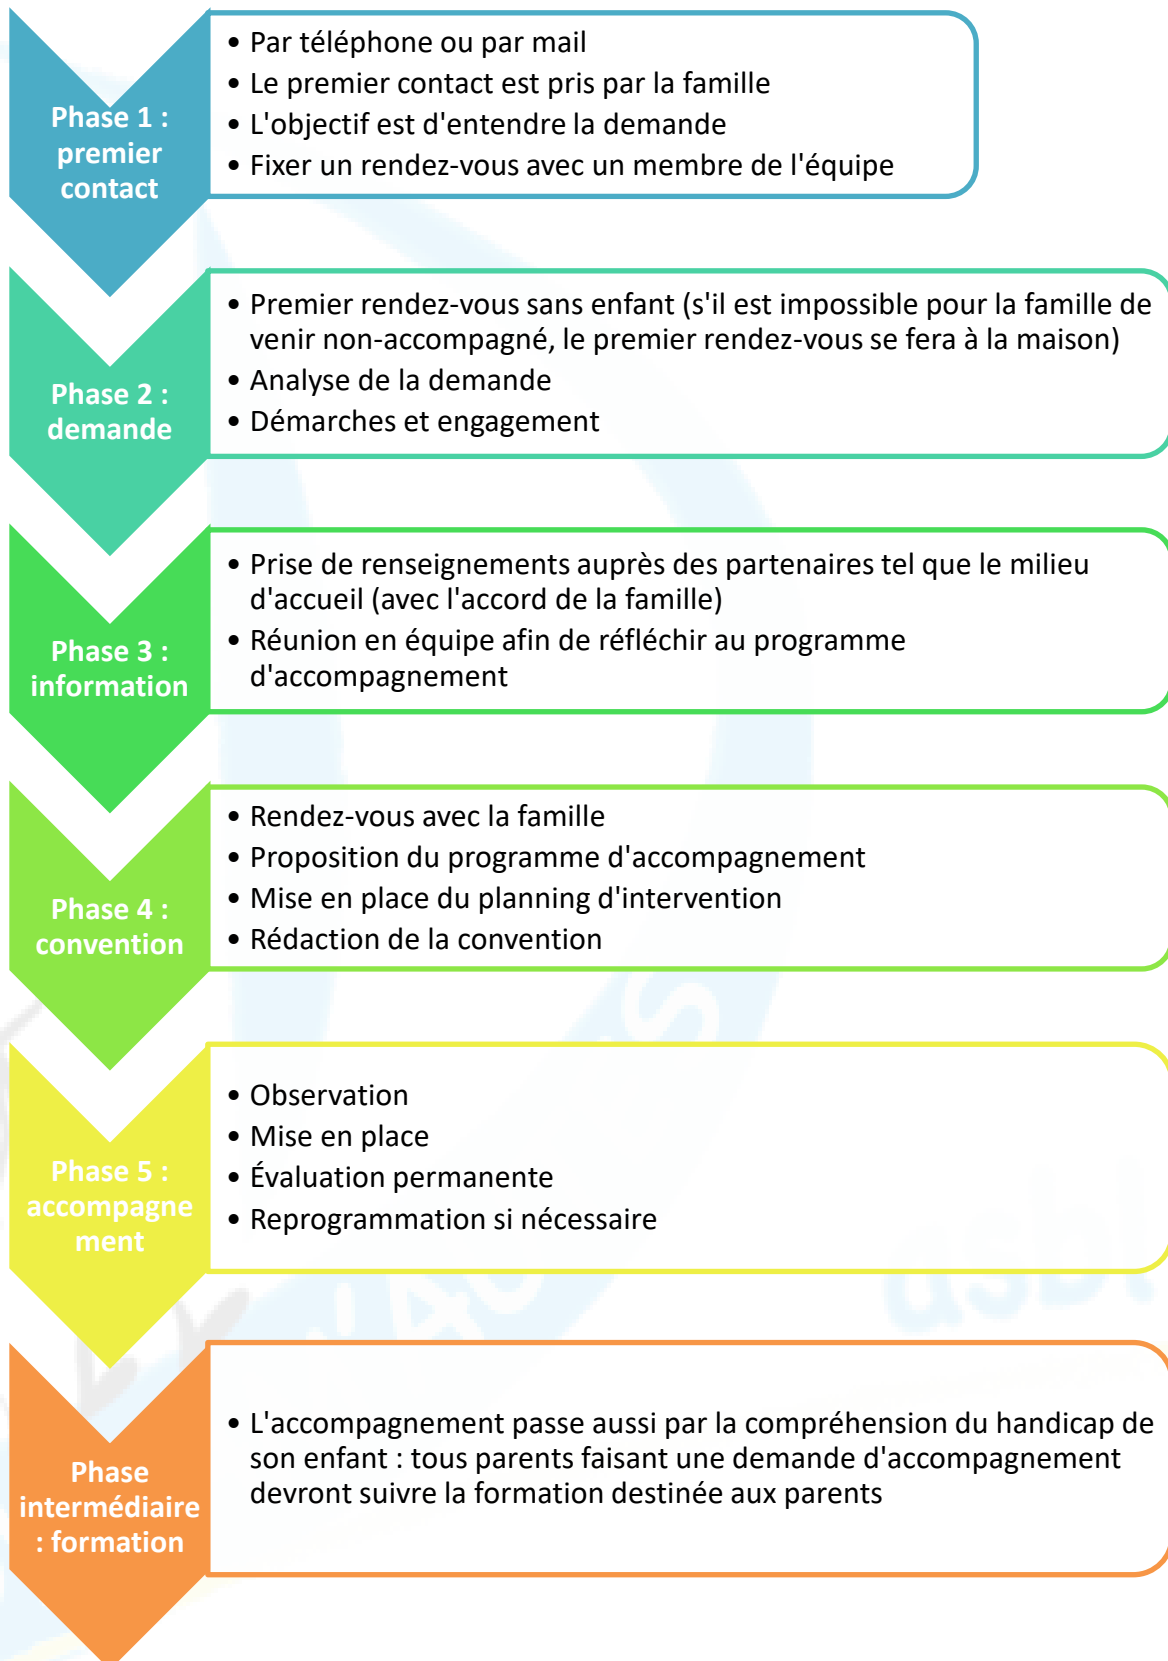 Phase 1 :
premier
contact
• Par téléphone ou par mail
• Le premier contact est pris par la famille
• L'objectif est d'entendre la demande
• Fixer un rendez-vous avec un membre de l'équipe
Phase 2 :
demande
• Premier rendez-vous sans enfant (s'il est impossible pour la famille de
venir non-accompagné, le premier rendez-vous se fera à la maison)
• Analyse de la demande
• Démarches et engagement
Phase 3 :
information
• Prise de renseignements auprès des partenaires tel que le milieu
d'accueil (avec l'accord de la famille)
• Réunion en équipe afin de réfléchir au programme
d'accompagnement
Phase 4 :
convention
• Rendez-vous avec la famille
• Proposition du programme d'accompagnement
• Mise en place du planning d'intervention
• Rédaction de la convention
Phase 5 :
accompagne
ment
• Observation
• Mise en place
• Évaluation permanente
• Reprogrammation si nécessaire
asbl
Phase
intermédiaire
: formation
• L'accompagnement passe aussi par la compréhension du handicap de
son enfant : tous parents faisant une demande d'accompagnement
devront suivre la formation destinée aux parents